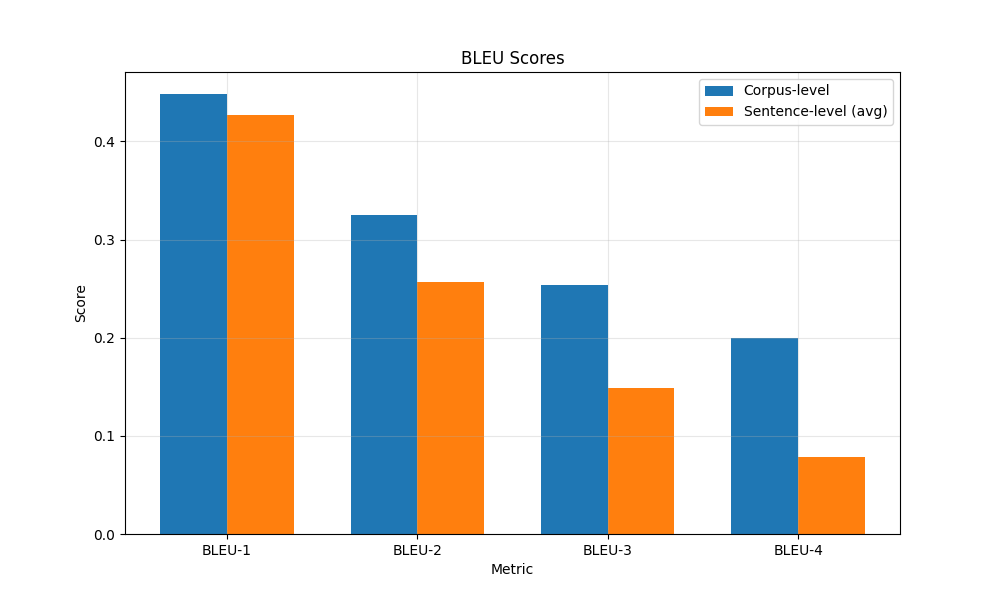 BLEU Scores
Corpus-level
Sentence-level (avg)
Score
0.4
0.3
0.2
0.1
0.0
BLEU-1 BLEU-2 BLEU-3 BLEU-4
Metric